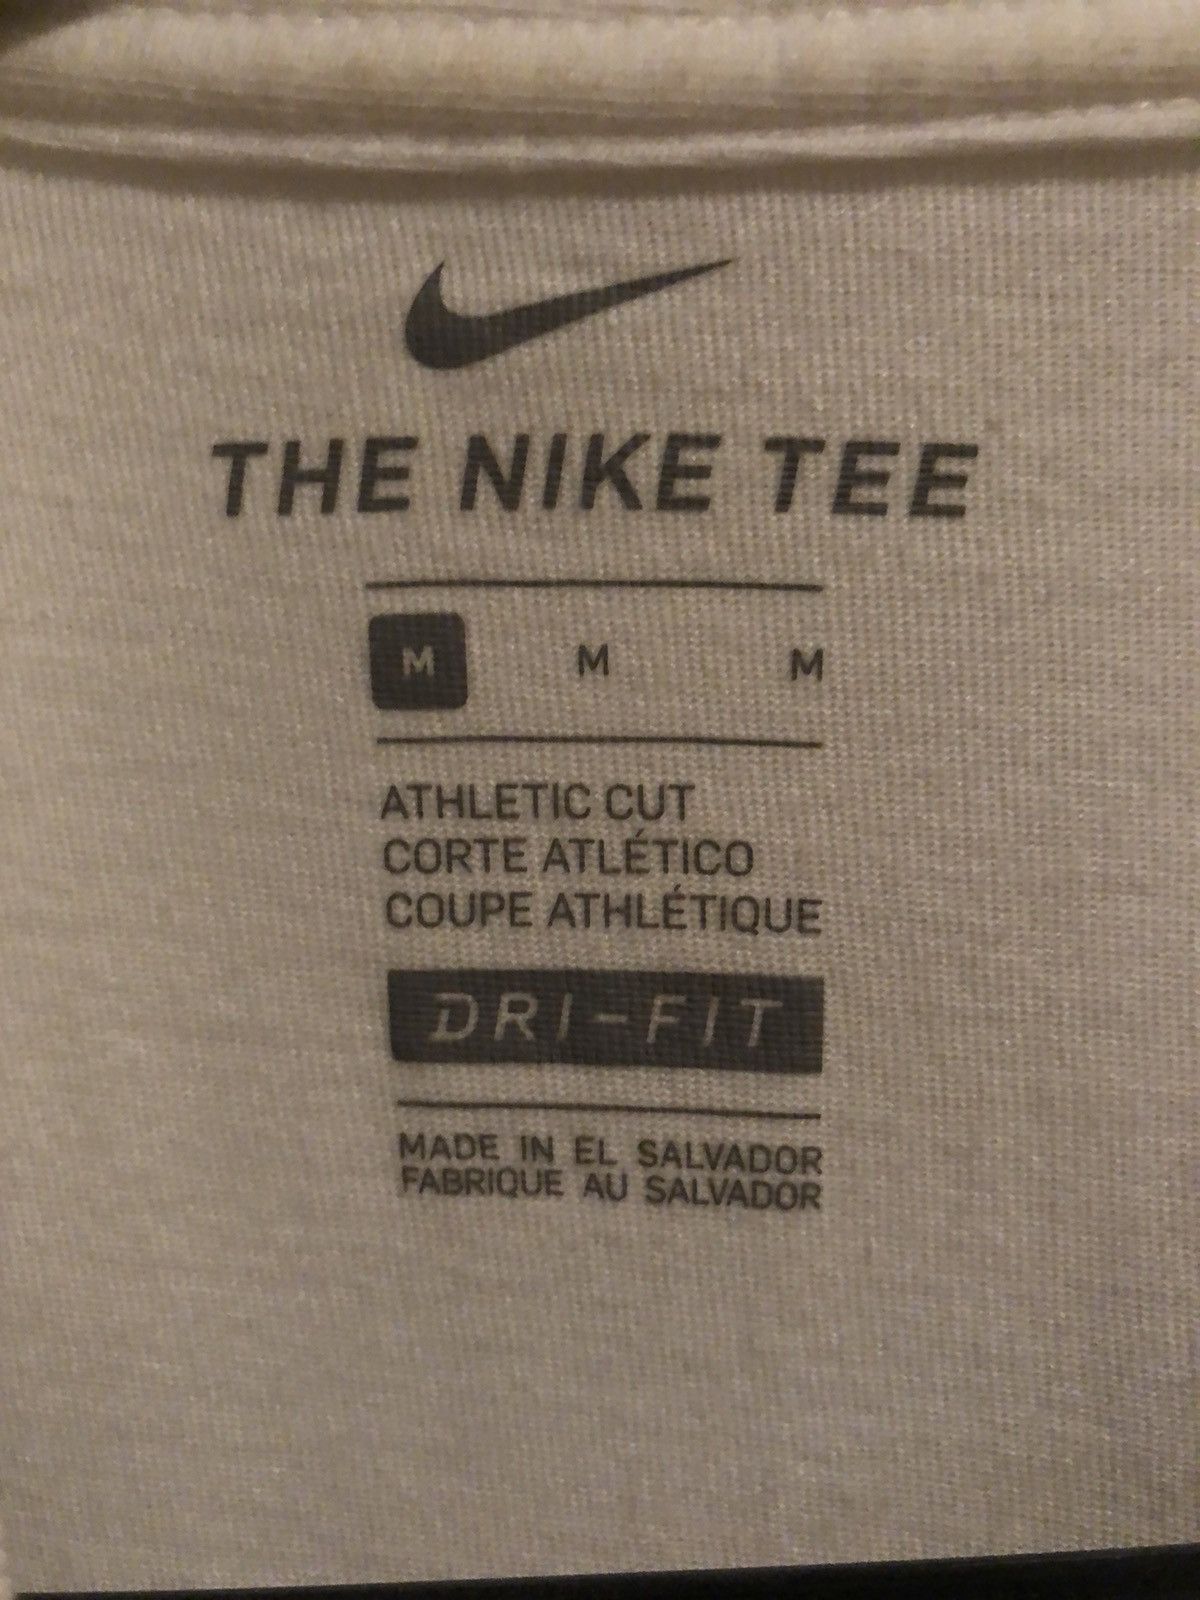 THE NIKE TEE
M M M
ATHLETIC CUT
CORTE ATLÉTICO
COUPE ATHLÉTIQUE
DRI-FIT
MADE IN EL SALVADOR
FABRIQUE AU SALVADOR